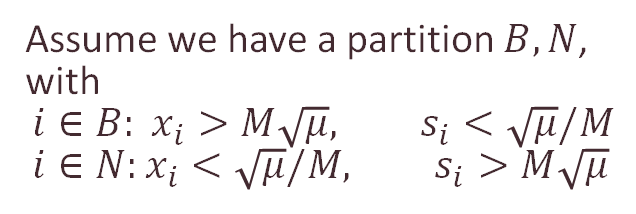 Assume we have a partition B, N,
with
i ∈ B: xᵢ > M√μ, sᵢ < √μ/M
i ∈ N: xᵢ < √μ/M, sᵢ > M√μ